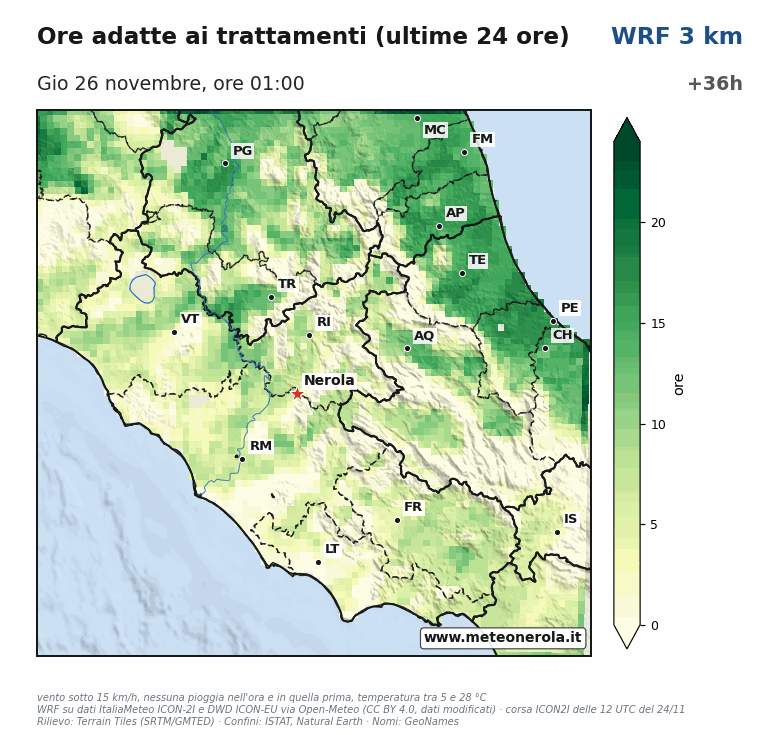 Ore adatte ai trattamenti (ultime 24 ore)
WRF 3 km
Gio 26 novembre, ore 01:00
+36h
MC
FM
PG
AP
TE
TR
PE
VT
RI
AQ
CH
Nerola
RM
FR
IS
LT
www.meteonerola.it
20
15
10
5
0
ore
vento sotto 15 km/h, nessuna pioggia nell'ora e in quella prima, temperatura tra 5 e 28 °C
WRF su dati ItaliaMeteo ICON-2I e DWD ICON-EU via Open-Meteo (CC BY 4.0, dati modificati) · corsa ICON2I delle 12 UTC del 24/11
Rilievo: Terrain Tiles (SRTM/GMTED) · Confini: ISTAT, Natural Earth · Nomi: GeoNames